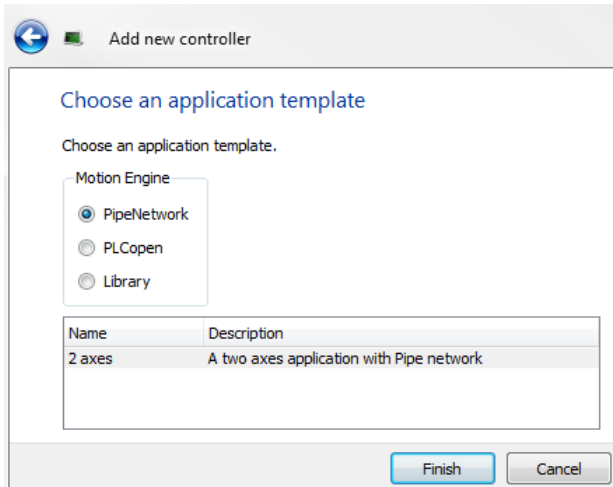 Add new controller
Choose an application template
Choose an application template.
Motion Engine
PipeNetwork
PLCopen
Library
Name Description
2 axes A two axes application with Pipe network
Finish Cancel